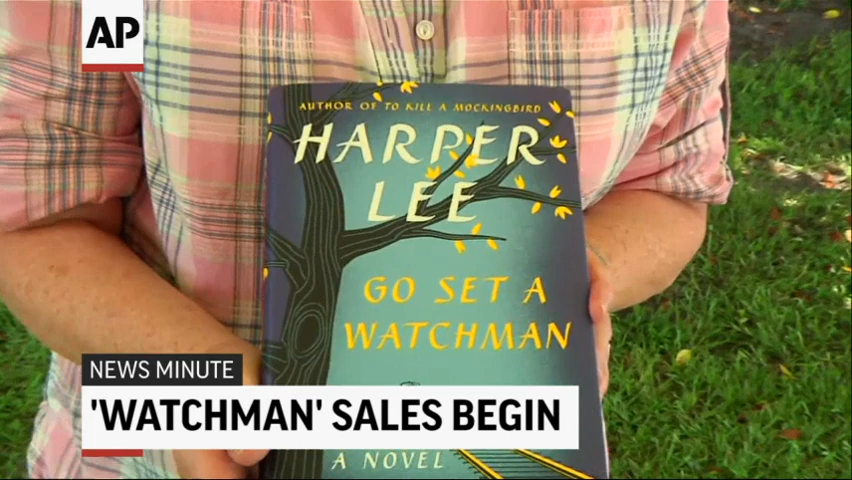 AP
AUTHOR OF TO KILL A MOCKINGBIRD
HARPER
LEE
GO SET A
WATCHMAN
NEWS MINUTE
'WATCHMAN' SALES BEGIN
A NOVEL